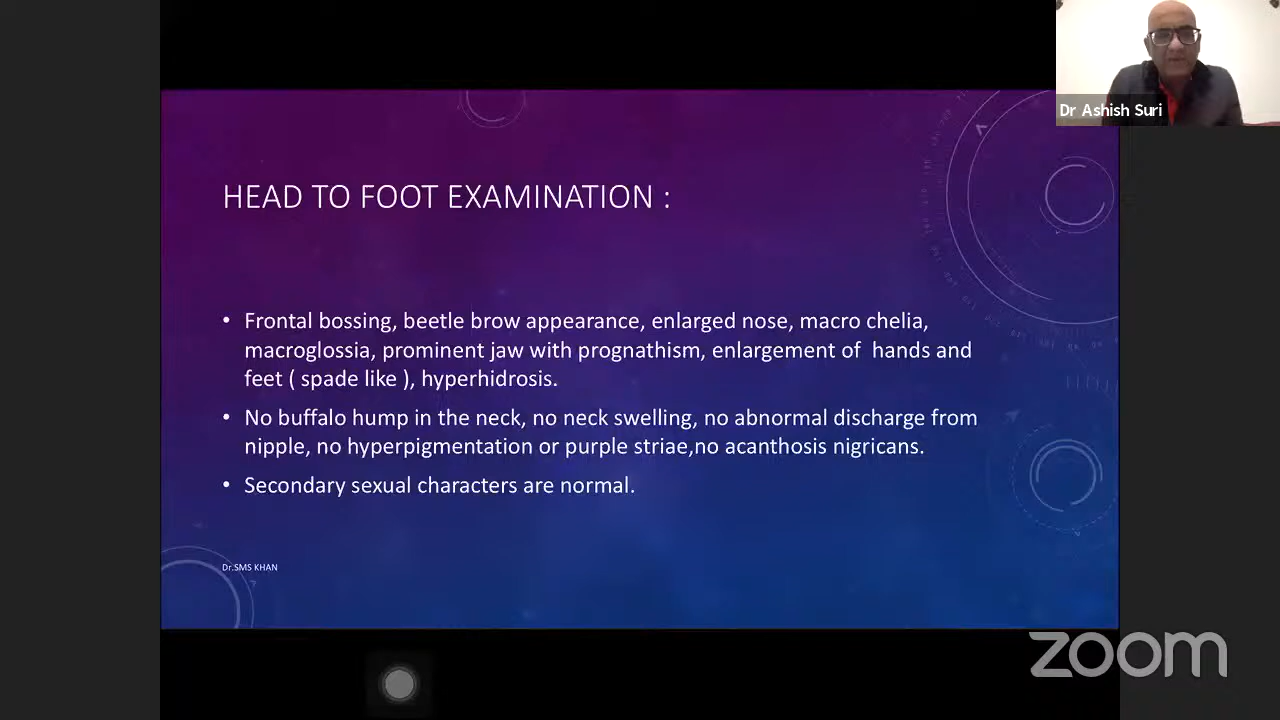 Dr Ashish Suri
HEAD TO FOOT EXAMINATION :
• Frontal bossing, beetle brow appearance, enlarged nose, macro chelia,
macroglossia, prominent jaw with prognathism, enlargement of  hands and
feet ( spade like ), hyperhidrosis.
• No buffalo hump in the neck, no neck swelling, no abnormal discharge from
nipple, no hyperpigmentation or purple striae,no acanthosis nigricans.
• Secondary sexual characters are normal.
Dr.SMS KHAN
zoom